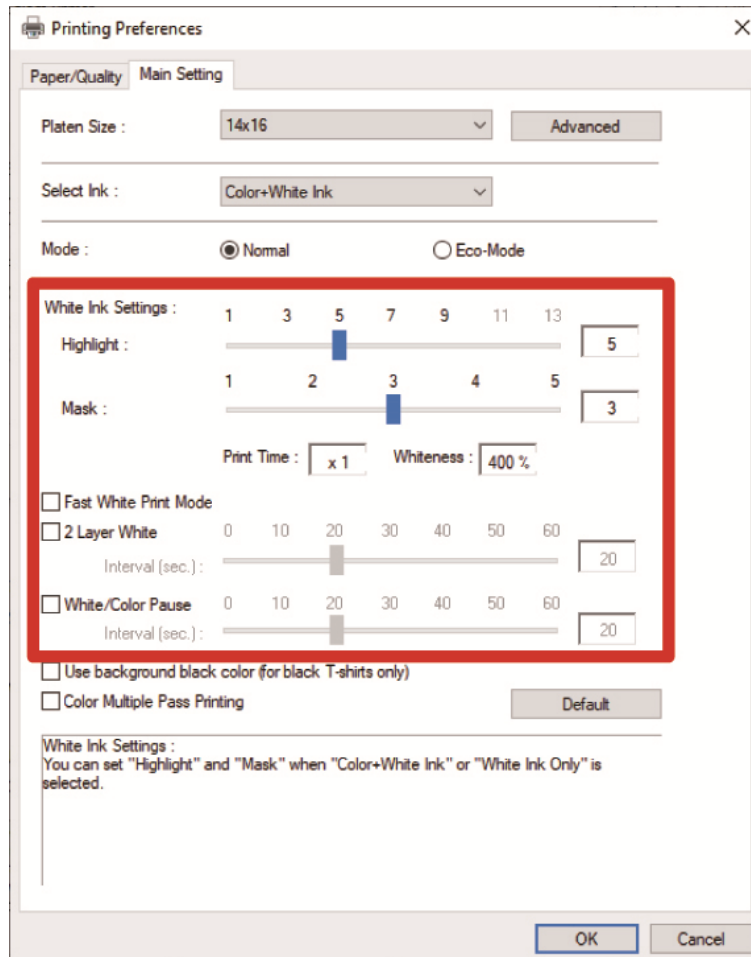 Printing Preferences
Paper/Quality Main Setting
Platen Size : 14x16 Advanced
Select Ink : Color+White Ink
Mode : Normal Eco-Mode
White Ink Settings : 1 3 5 7 9 11 13
Highlight : 5
1 2 3 4 5
Mask : 3
Print Time : x 1 Whiteness : 400 %
Fast White Print Mode
2 Layer White 0 10 20 30 40 50 60
Interval (sec.) : 20
White/Color Pause 0 10 20 30 40 50 60
Interval (sec.) : 20
Use background black color (for black T-shirts only)
Color Multiple Pass Printing Default
White Ink Settings :
You can set "Highlight" and "Mask" when "Color+White Ink" or "White Ink Only" is
selected.
OK Cancel